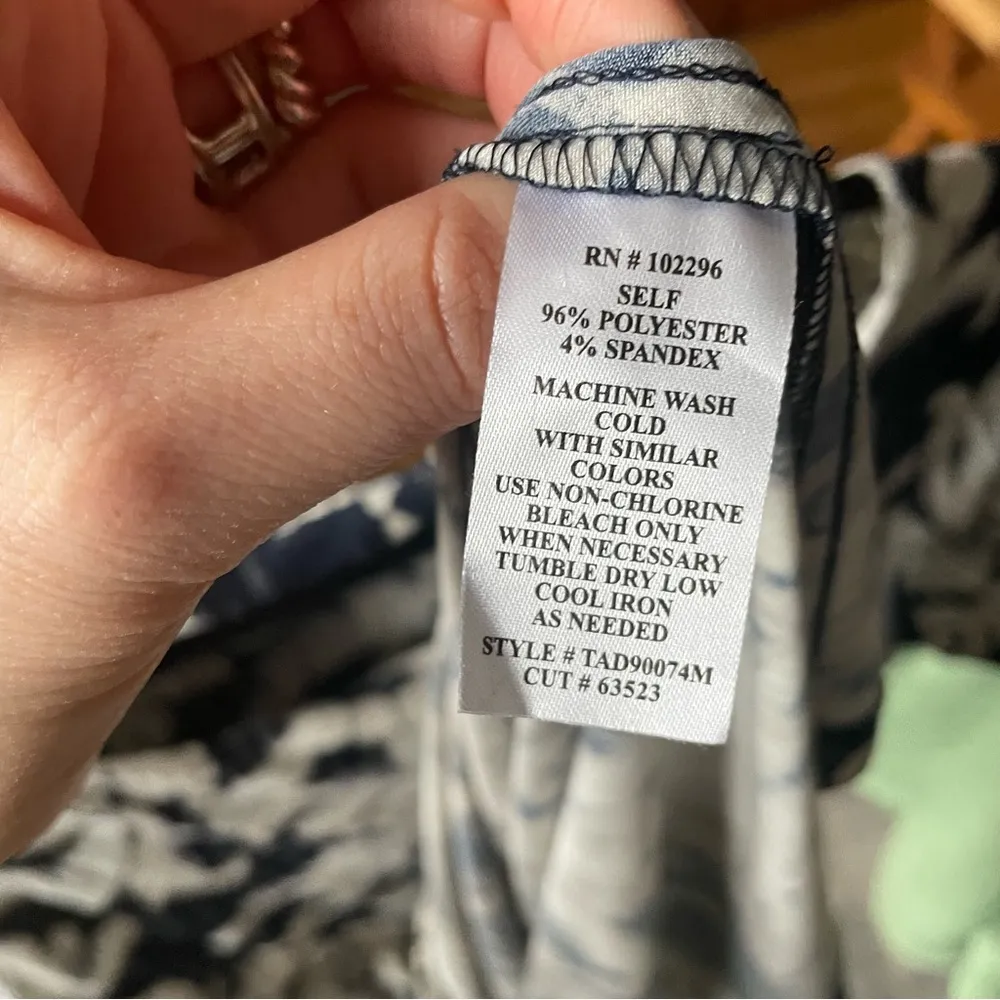 RN # 102296
SELF
96% POLYESTER
4% SPANDEX
MACHINE WASH
COLD
WITH SIMILAR
COLORS
USE NON-CHLORINE
BLEACH ONLY
WHEN NECESSARY
TUMBLE DRY LOW
COOL IRON
AS NEEDED
STYLE # TAD90074M
CUT # 63523